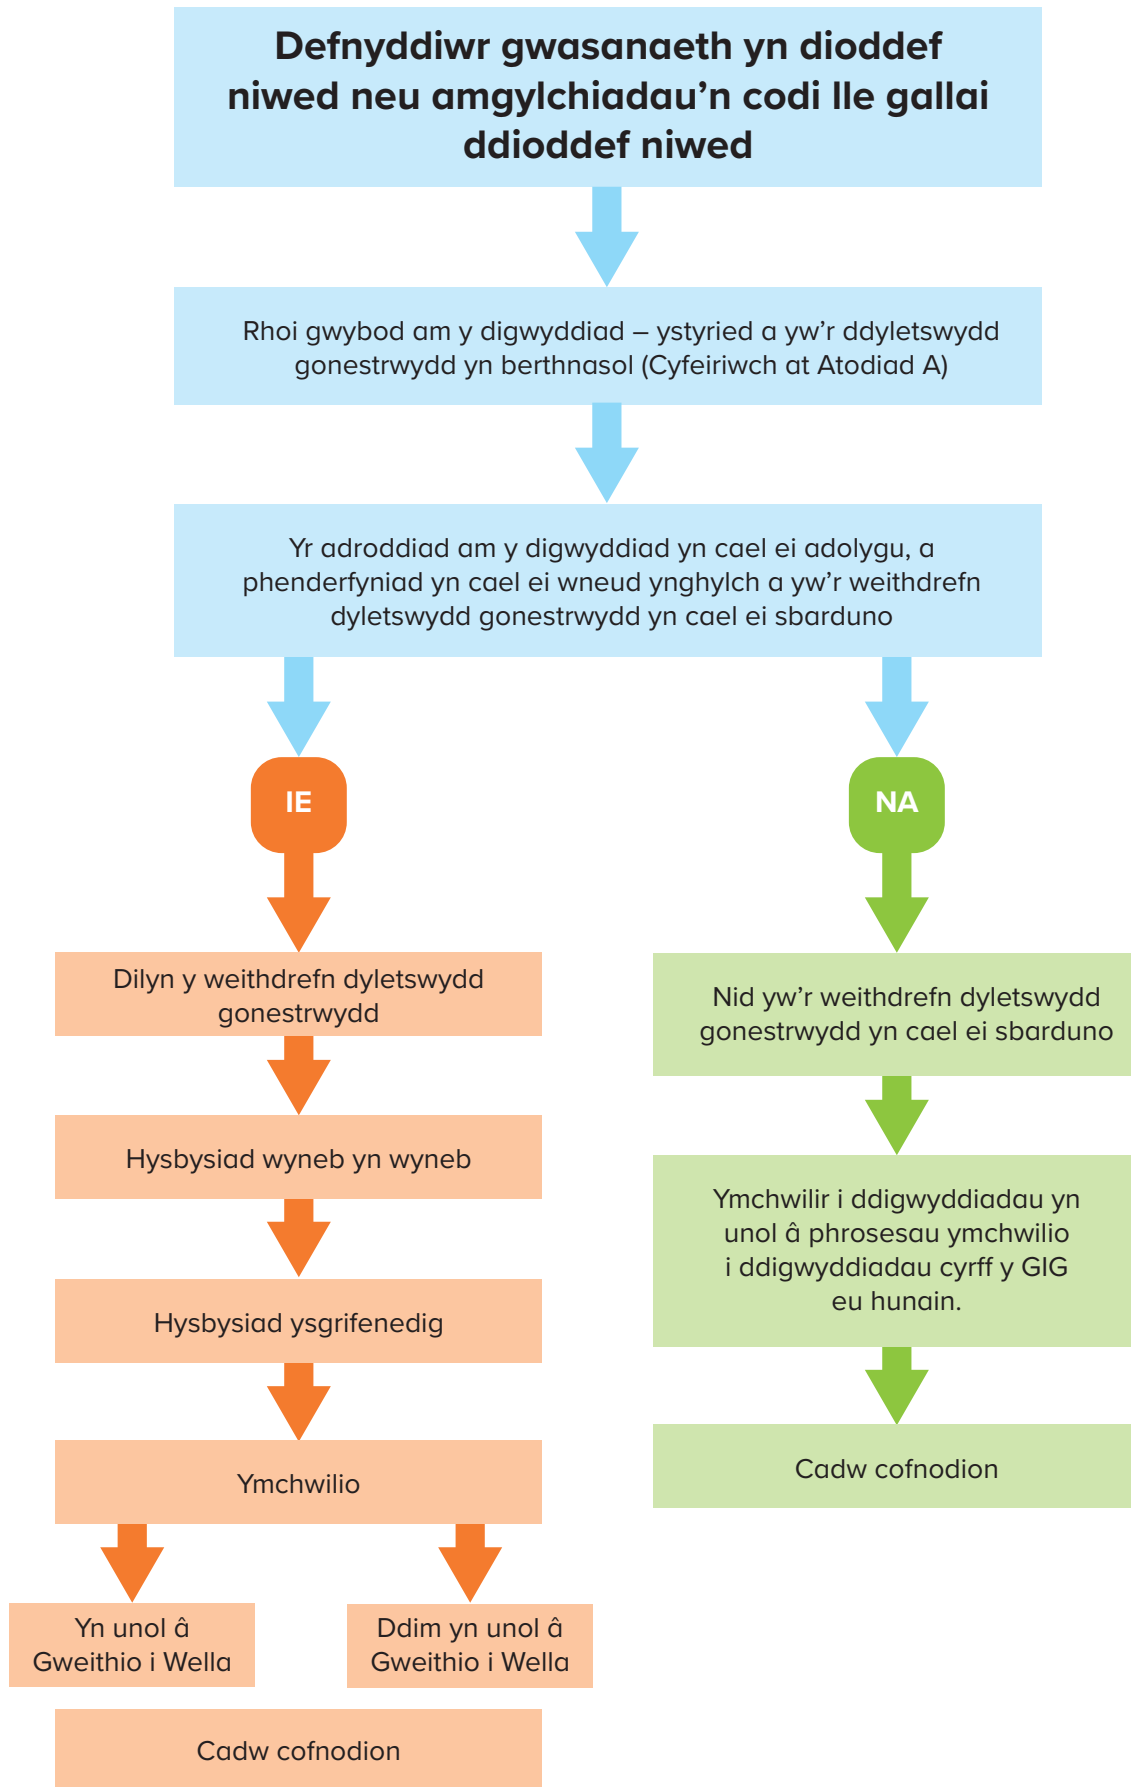 Defnyddiwr gwasanaeth yn dioddef
niwed neu amgylchiadau’n codi lle gallai
ddioddef niwed
Rhoi gwybod am y digwyddiad – ystyried a yw’r ddyletswydd
gonestrwydd yn berthnasol (Cyfeiriwch at Atodiad A)
Yr adroddiad am y digwyddiad yn cael ei adolygu, a
phenderfyniad yn cael ei wneud ynghylch a yw’r weithdrefn
dyletswydd gonestrwydd yn cael ei sbarduno
IE
Dilyn y weithdrefn dyletswydd
gonestrwydd
Hysbysiad wyneb yn wyneb
Hysbysiad ysgrifenedig
Ymchwilio
Yn unol â
Gweithio i Wella
Ddim yn unol â
Gweithio i Wella
Cadw cofnodion
NA
Nid yw’r weithdrefn dyletswydd
gonestrwydd yn cael ei sbarduno
Ymchwilir i ddigwyddiadau yn
unol â phrosesau ymchwilio
i ddigwyddiadau cyrff y GIG
eu hunain.
Cadw cofnodion